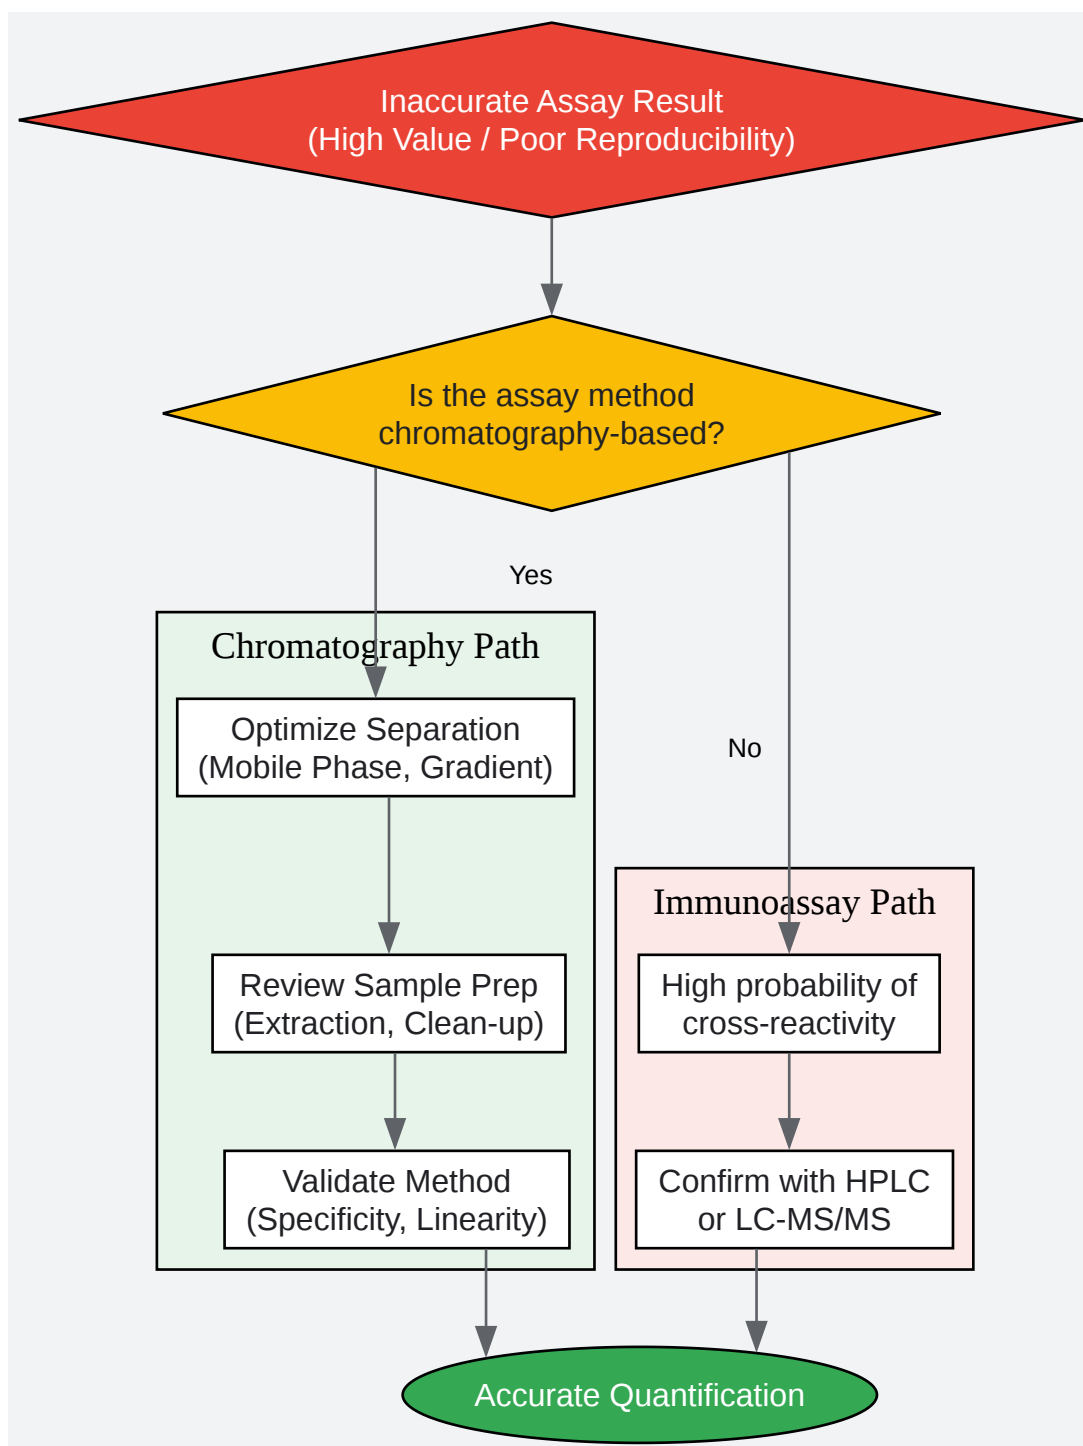 Inaccurate Assay Result
(High Value / Poor Reproducibility)
Is the assay method
chromatography-based?
Yes
Chromatography Path
Optimize Separation
(Mobile Phase, Gradient)
No
Immunoassay Path
Review Sample Prep
(Extraction, Clean-up)
High probability of
cross-reactivity
Validate Method
(Specificity, Linearity)
Confirm with HPLC
or LC-MS/MS
Accurate Quantification